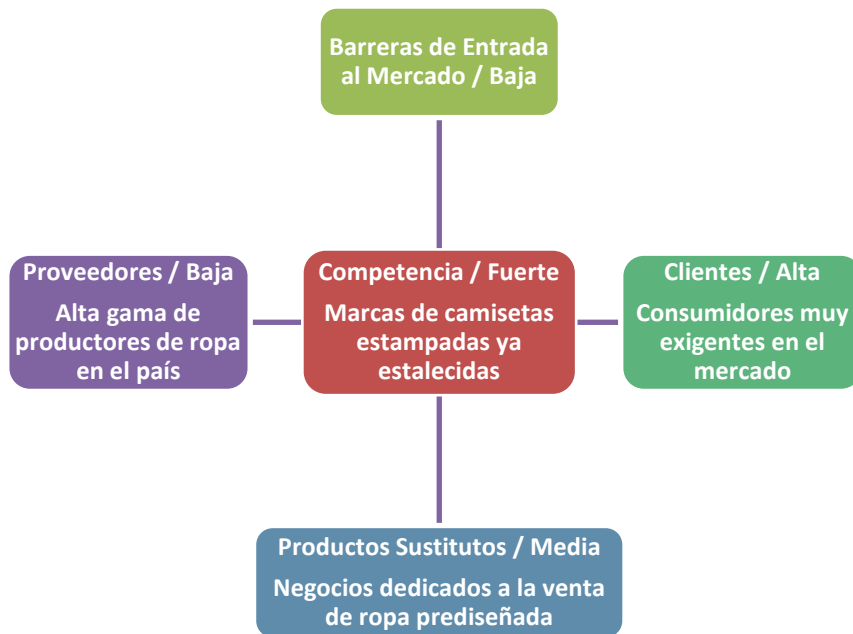 Barreras de Entrada
al Mercado / Baja
Proveedores / Baja
Alta gama de
productores de ropa
en el país
Competencia / Fuerte
Marcas de camisetas
estampadas ya
estalecidas
Clientes / Alta
Consumidores muy
exigentes en el
mercado
Productos Sustitutos / Media
Negocios dedicados a la venta
de ropa prediseñada